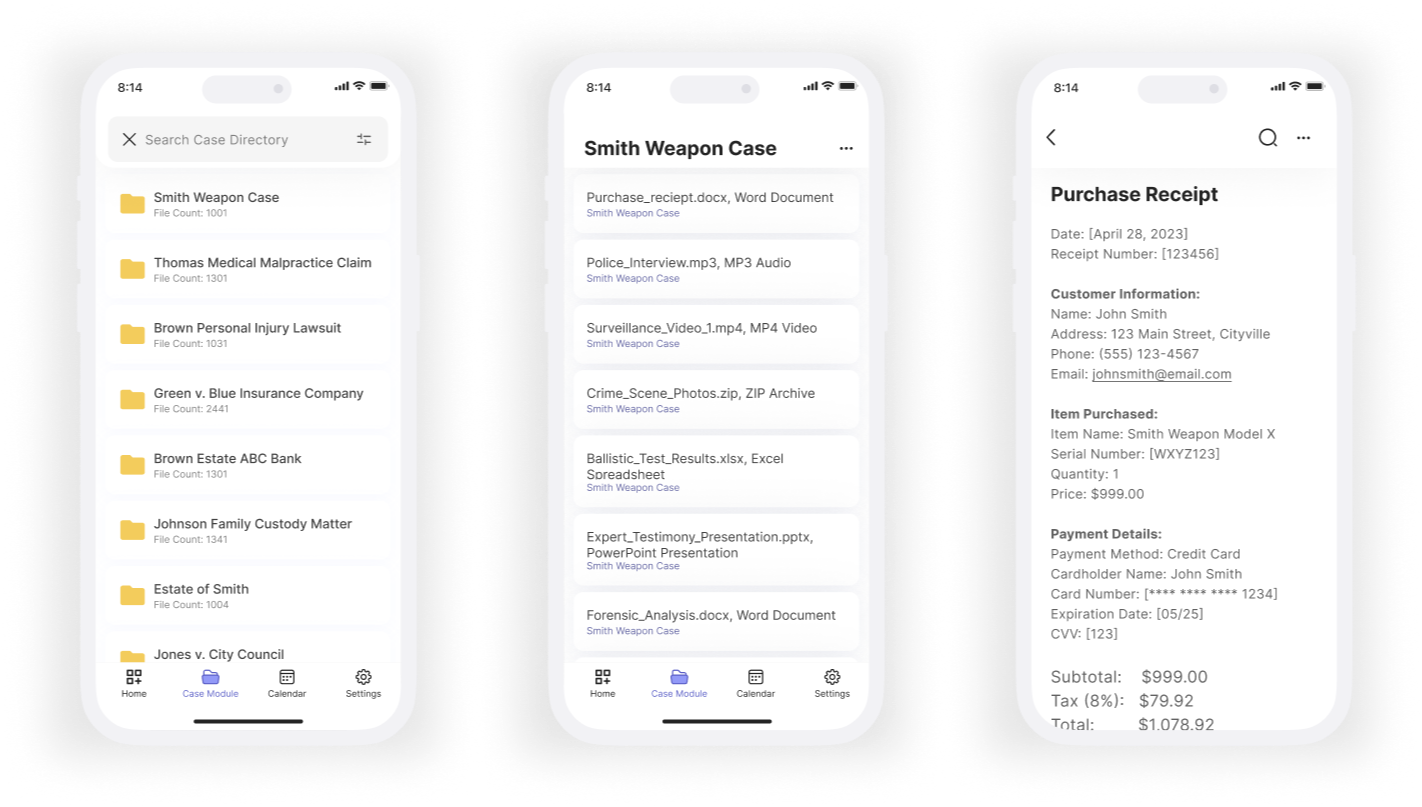 8:14
Search Case Directory
Smith Weapon Case
File Count: 1001
Thomas Medical Malpractice Claim
File Count: 1301
Brown Personal Injury Lawsuit
File Count: 1031
Green v. Blue Insurance Company
File Count: 2441
Brown Estate ABC Bank
File Count: 1301
Johnson Family Custody Matter
File Count: 1341
Estate of Smith
File Count: 1004
Jones v. City Council
Home
Case Module
Calendar
Settings
8:14
Smith Weapon Case
Purchase_reciept.docx, Word Document
Smith Weapon Case
Police_Interview.mp3, MP3 Audio
Smith Weapon Case
Surveillance_Video_1.mp4, MP4 Video
Smith Weapon Case
Crime_Scene_Photos.zip, ZIP Archive
Smith Weapon Case
Ballistic_Test_Results.xlsx, Excel
Spreadsheet
Smith Weapon Case
Expert_Testimony_Presentation.pptx,
PowerPoint Presentation
Smith Weapon Case
Forensic_Analysis.docx, Word Document
Smith Weapon Case
Home
Case Module
Calendar
Settings
8:14
Purchase Receipt
Date: [April 28, 2023]
Receipt Number: [123456]
Customer Information:
Name: John Smith
Address: 123 Main Street, Cityville
Phone: (555) 123-4567
Email: johnsmith@email.com
Item Purchased:
Item Name: Smith Weapon Model X
Serial Number: [WXYZ123]
Quantity: 1
Price: $999.00
Payment Details:
Payment Method: Credit Card
Cardholder Name: John Smith
Card Number: [**** **** **** 1234]
Expiration Date: [05/25]
CVV: [123]
Subtotal: $999.00
Tax (8%): $79.92
Total: $1,078.92